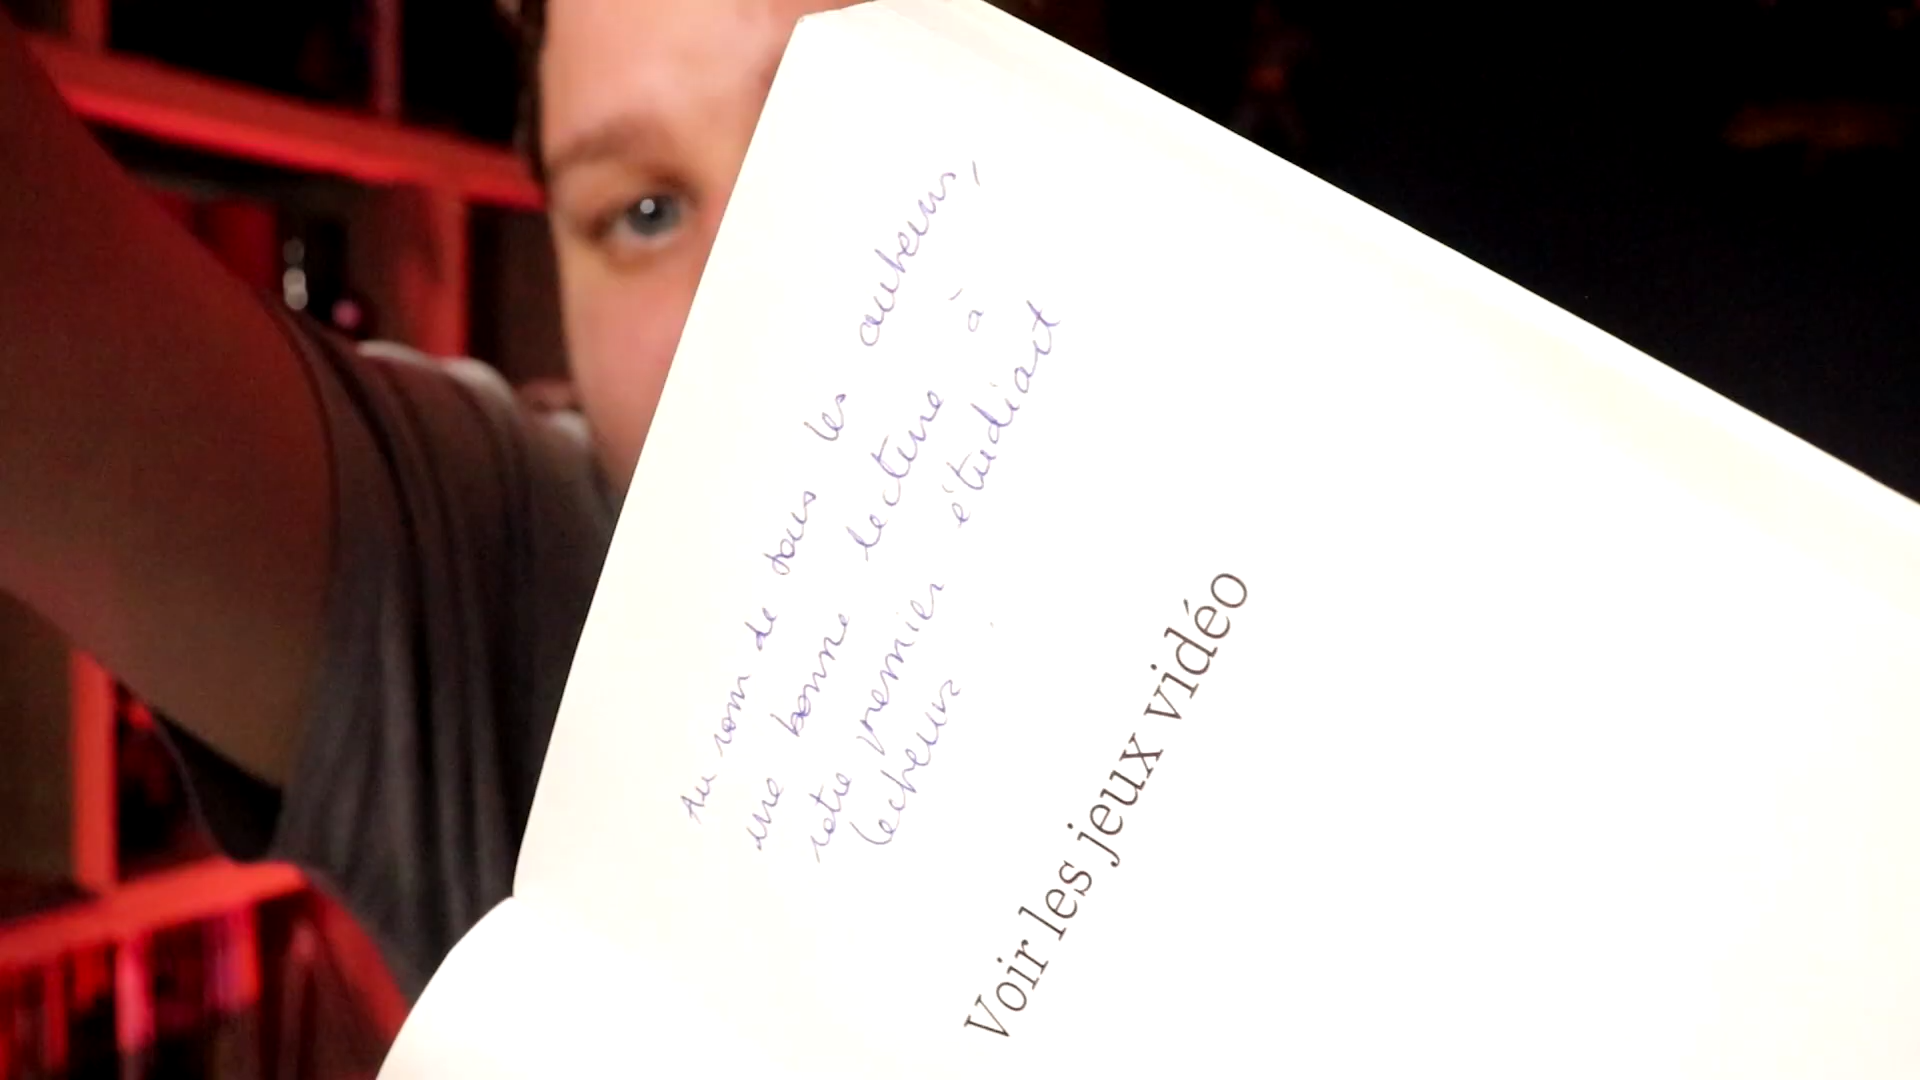 Au nom de tous les auteurs,
une bonne lecture à
notre premier étudiant
lecteur.
Voir les jeux vidéo